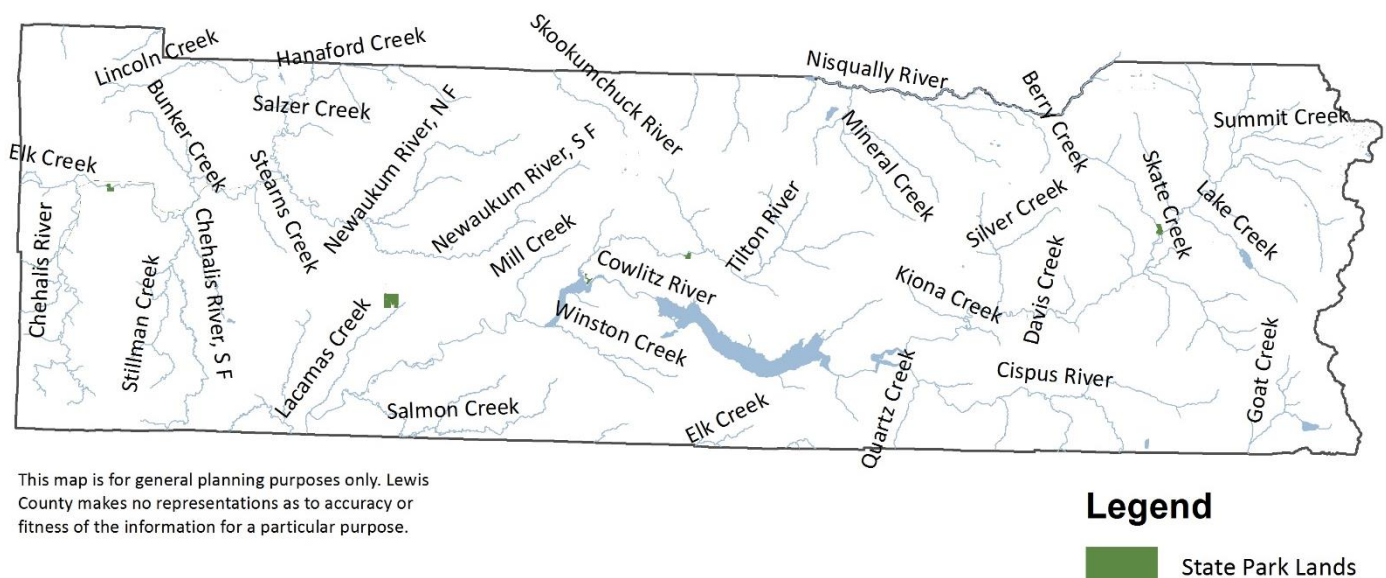 Lincoln Creek
Hanaford Creek
Skookumchuck River
Nisqually River
Berry Creek
Summit Creek
Bunker Creek
Salzer Creek
Newaukum River, N F
Mineral Creek
Elk Creek
Stearns Creek
Newaukum River, S F
Skate Creek
Lake Creek
Chehalis River
Chehalis River, S F
Mill Creek
Tilton River
Silver Creek
Stillman Creek
Cowlitz River
Kiona Creek
Davis Creek
Lacamas Creek
Winston Creek
Goat Creek
Salmon Creek
Elk Creek
Quartz Creek
Cispus River
This map is for general planning purposes only. Lewis
County makes no representations as to accuracy or
fitness of the information for a particular purpose.
Legend
State Park Lands